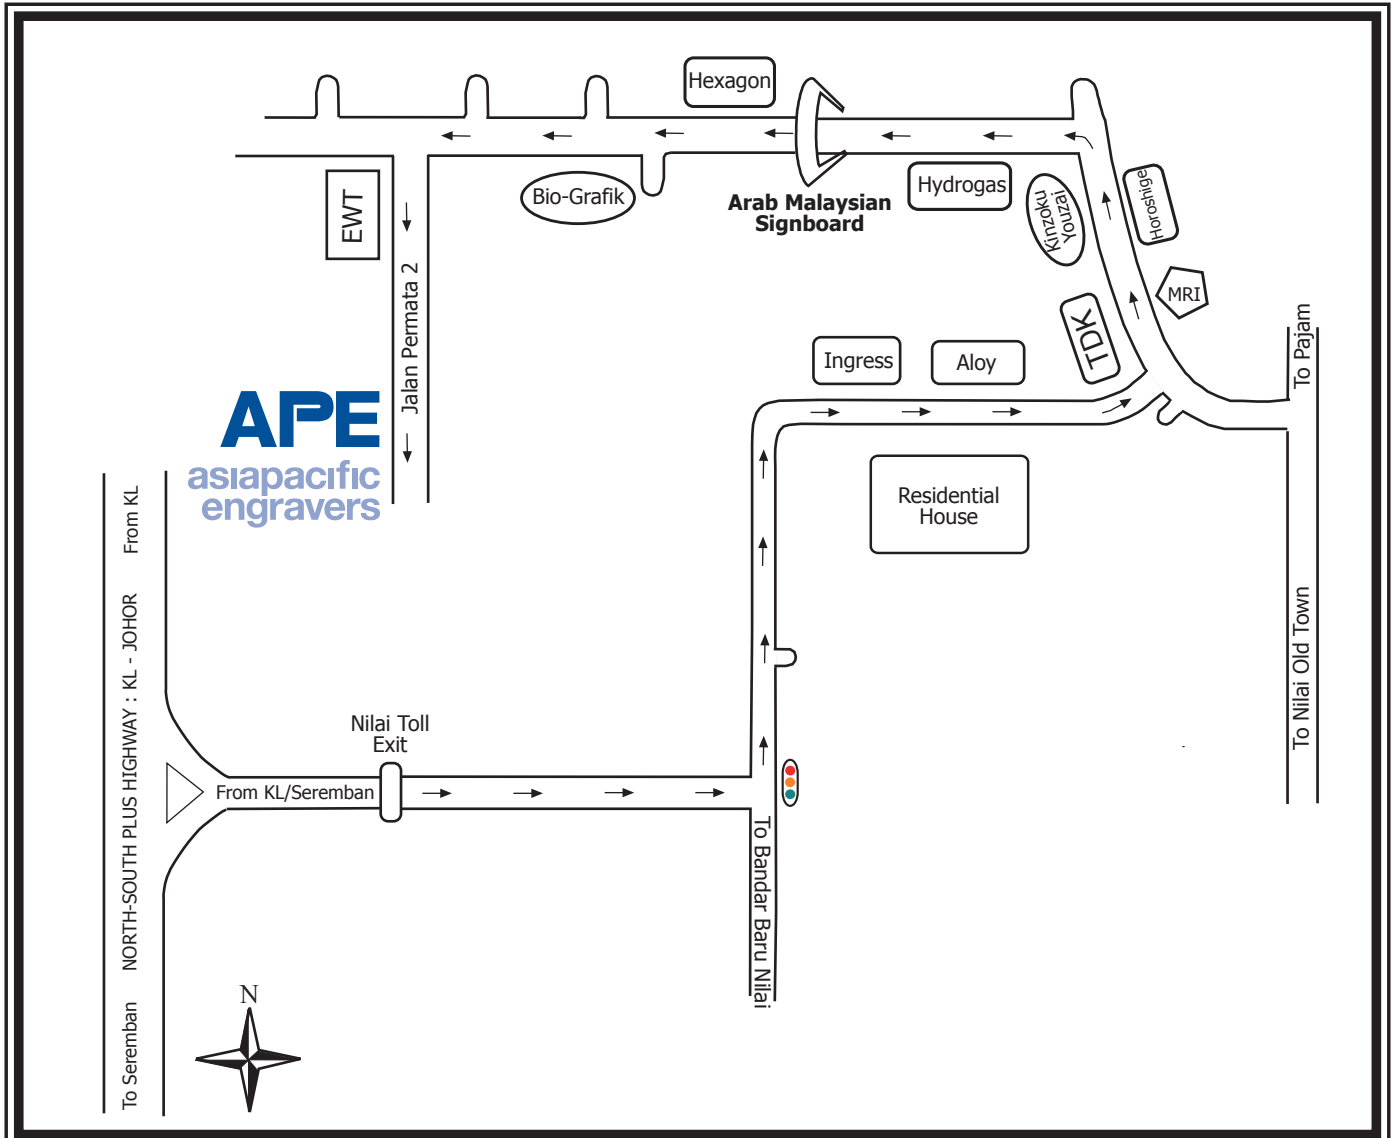 Hexagon
Arab Malaysian
Signboard
Hydrogas
Bio-Grafik
EWT
Jalan Permata 2
Kinzoku
Youzai
Horoshige
MRI
TDK
Ingress
Aloy
To Pajam
APE
asiapacific
engravers
Residential
House
From KL
NORTH-SOUTH PLUS HIGHWAY : KL - JOHOR
To Seremban
Nilai Toll
Exit
From KL/Seremban
To Bandar Baru Nilai
To Nilai Old Town
N